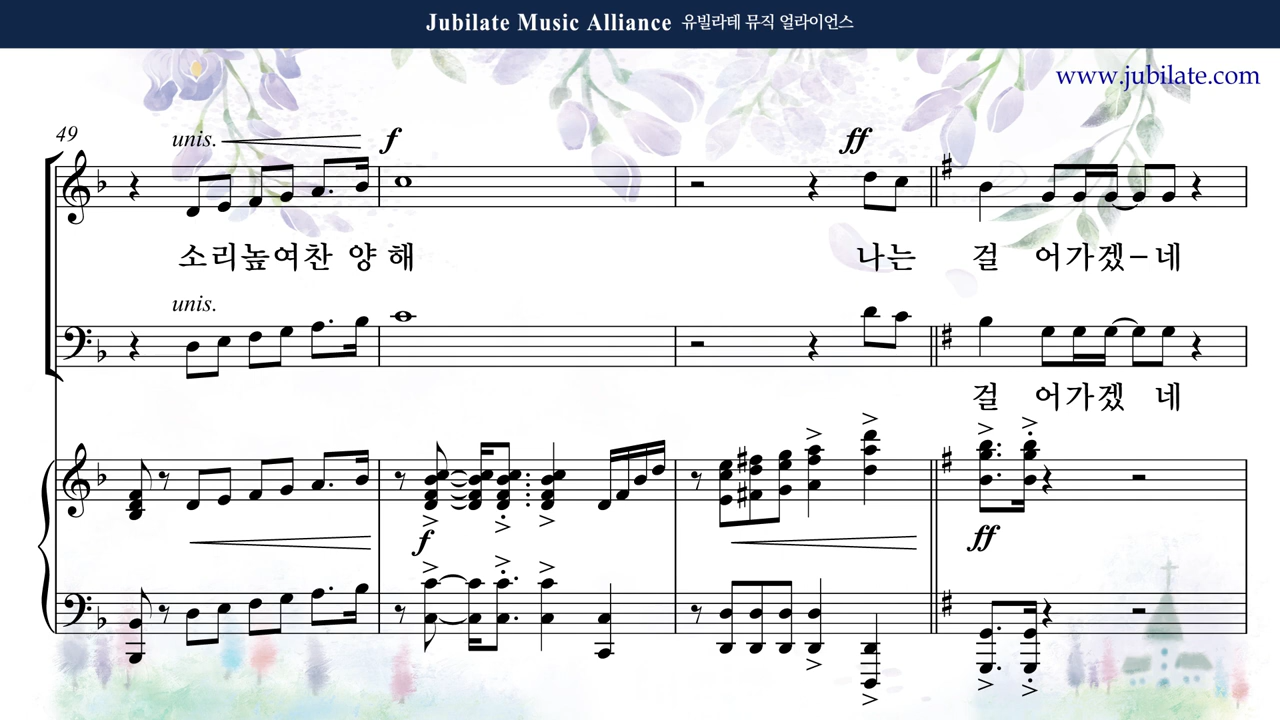 Jubilate Music Alliance 유빌라테 뮤직 얼라이언스
www.jubilate.com
49
unis. f ff
소리높여찬 양 해 나는 걸 어가겠-네
unis.
걸 어가겠 네
f ff